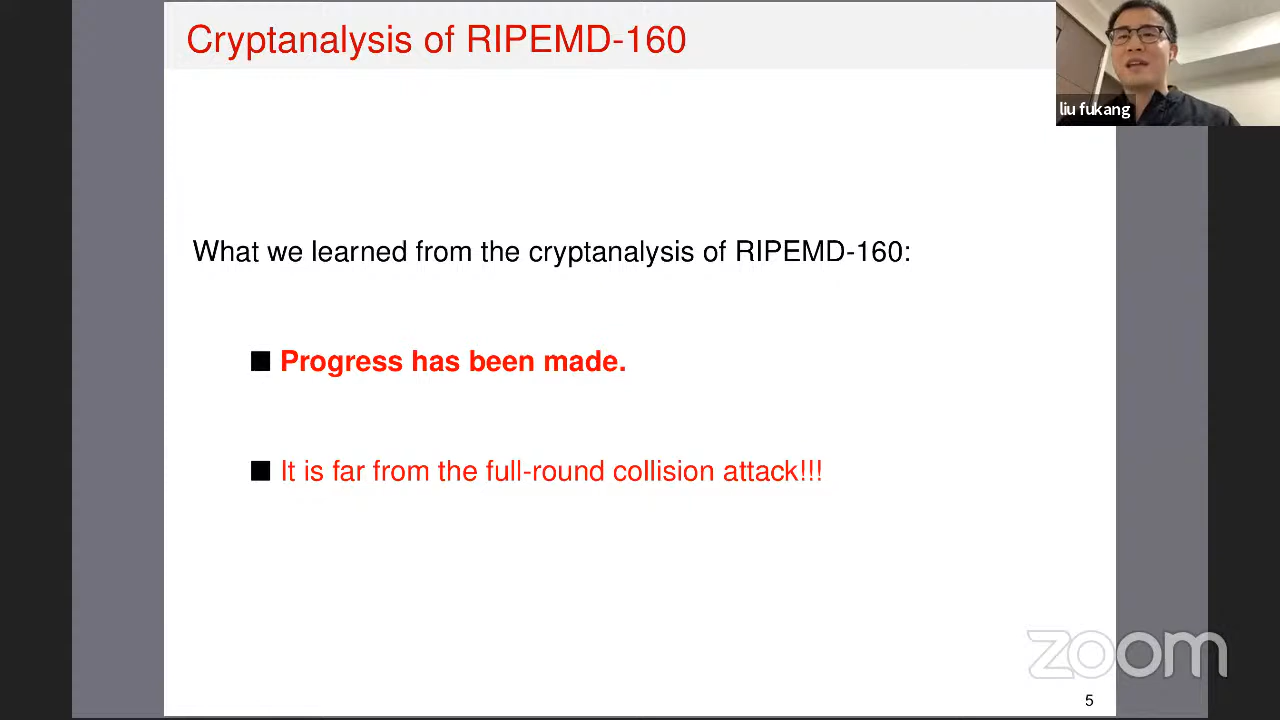 Cryptanalysis of RIPEMD-160
liu fukang
What we learned from the cryptanalysis of RIPEMD-160:
Progress has been made.
It is far from the full-round collision attack!!!
zoom
5